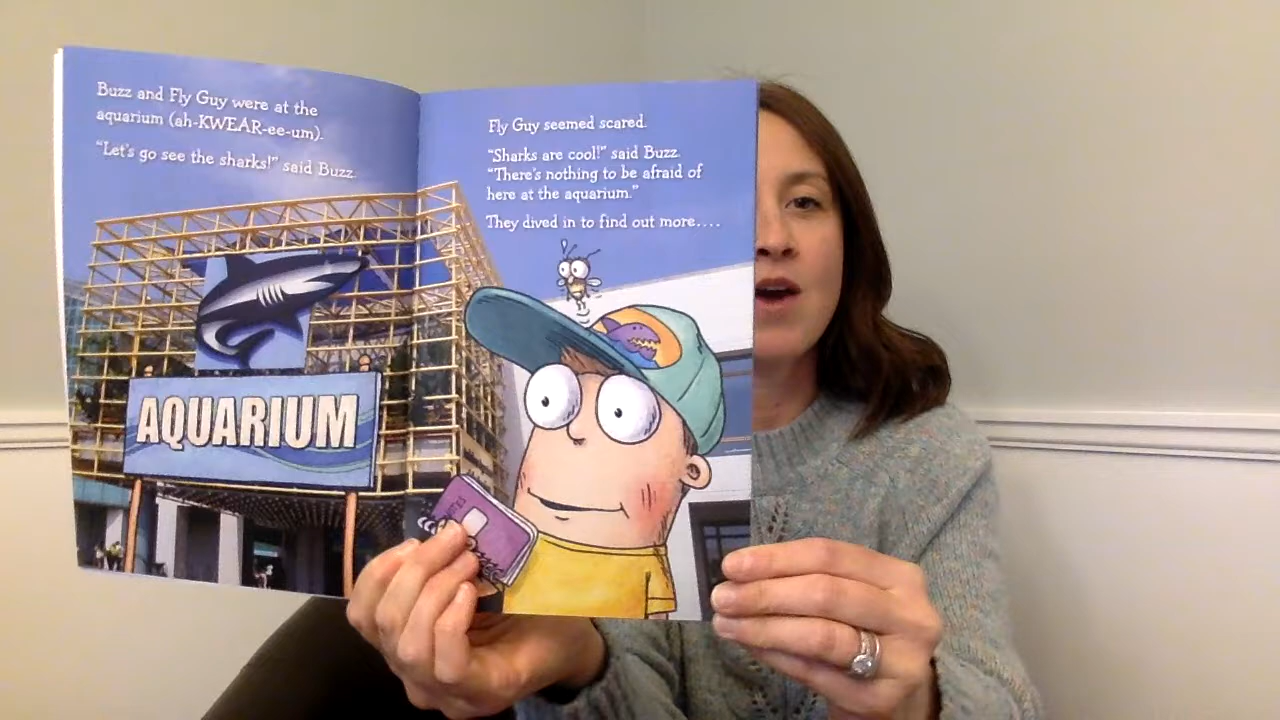 Buzz and Fly Guy were at the
aquarium (ah-KWEAR-ee-um).
"Let's go see the sharks!" said Buzz.
AQUARIUM
Fly Guy seemed scared.
"Sharks are cool!" said Buzz.
"There's nothing to be afraid of
here at the aquarium."
They dived in to find out more....